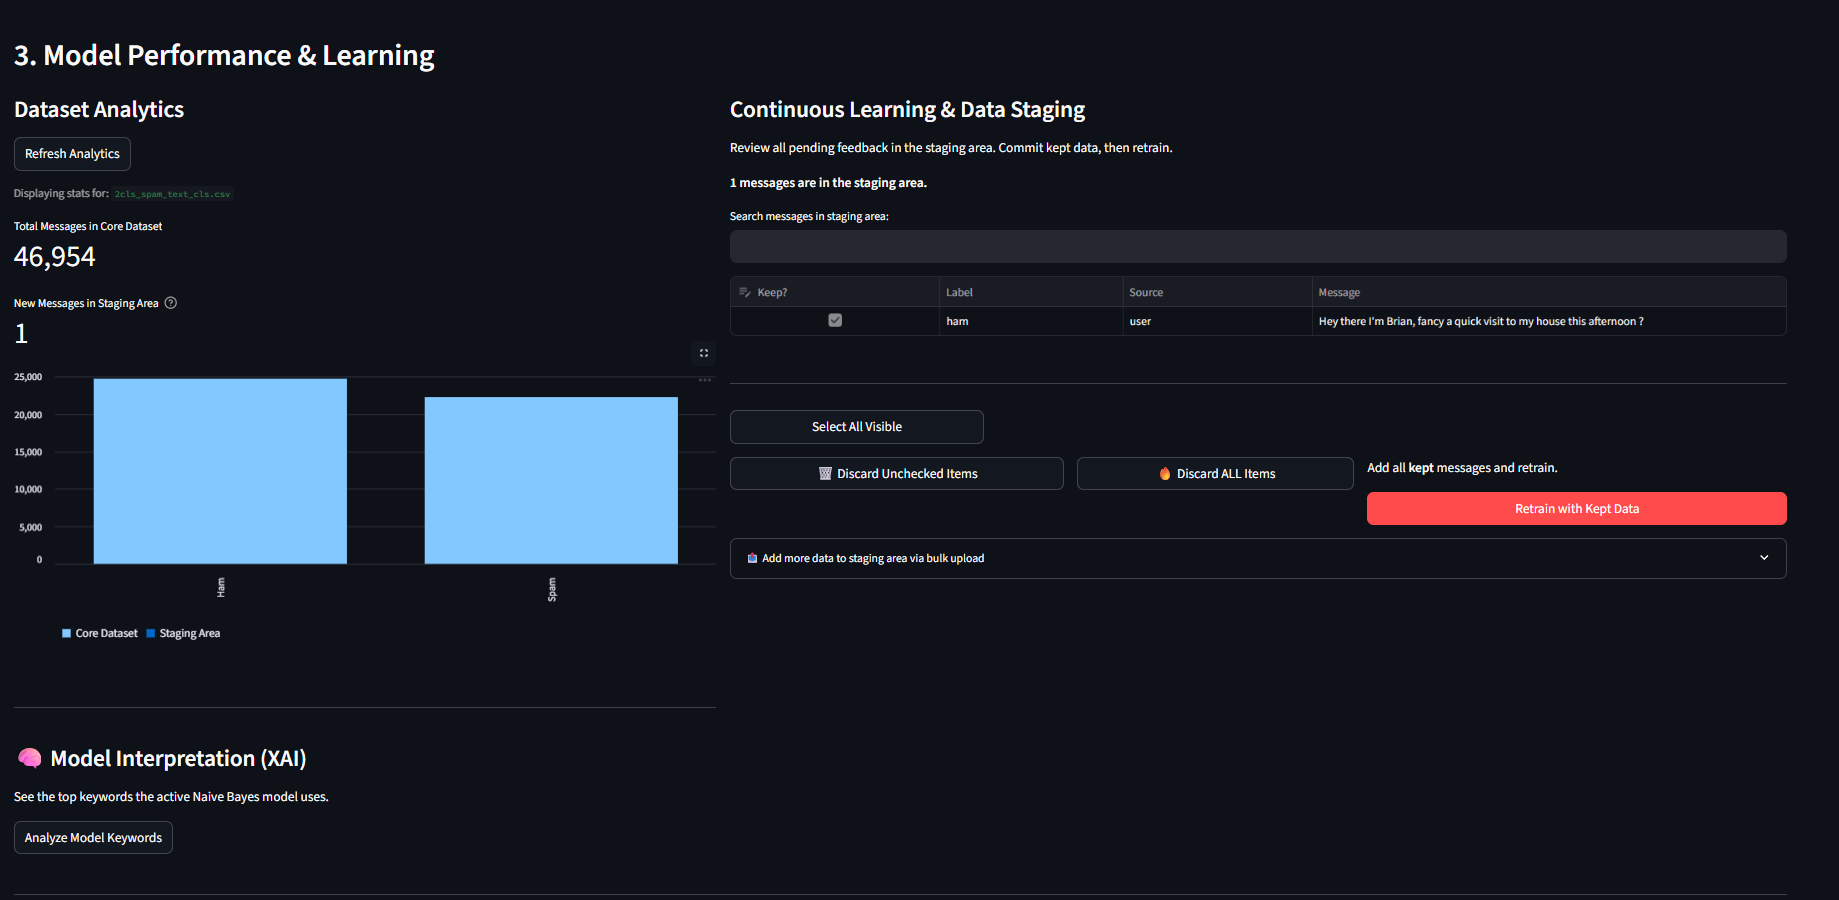 3. Model Performance & Learning
Dataset Analytics
Refresh Analytics
Displaying stats for: 2cls_spam_text_cls.csv
Total Messages in Core Dataset
46,954
New Messages in Staging Area
1
25,000
20,000
15,000
10,000
5,000
0
Ham
Spam
Core Dataset
Staging Area
🧠 Model Interpretation (XAI)
See the top keywords the active Naive Bayes model uses.
Analyze Model Keywords
Continuous Learning & Data Staging
Review all pending feedback in the staging area. Commit kept data, then retrain.
1 messages are in the staging area.
Search messages in staging area:
Keep? Label Source Message
ham user Hey there I'm Brian, fancy a quick visit to my house this afternoon ?
Select All Visible
Discard Unchecked Items
Discard ALL Items
Add all kept messages and retrain.
Retrain with Kept Data
Add more data to staging area via bulk upload